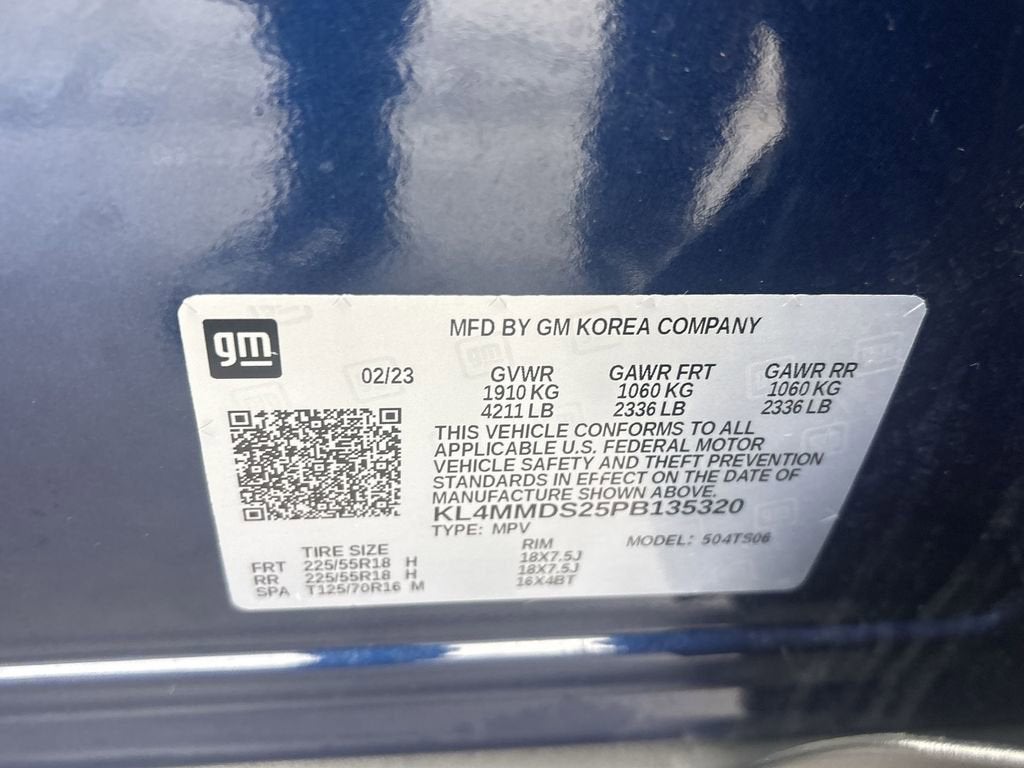 gm
MFD BY GM KOREA COMPANY
02/23
GVWR GAWR FRT GAWR RR
1910 KG 1060 KG 1060 KG
4211 LB 2336 LB 2336 LB
THIS VEHICLE CONFORMS TO ALL
APPLICABLE U.S. FEDERAL MOTOR
VEHICLE SAFETY AND THEFT PREVENTION
STANDARDS IN EFFECT ON THE DATE OF
MANUFACTURE SHOWN ABOVE.
KL4MMDS25PB135320
TYPE: MPV
MODEL: 504TS06
TIRE SIZE RIM
FRT 225/55R18 H 18X7.5J
RR 225/55R18 H 18X7.5J
SPA T125/70R16 M 16X4BT